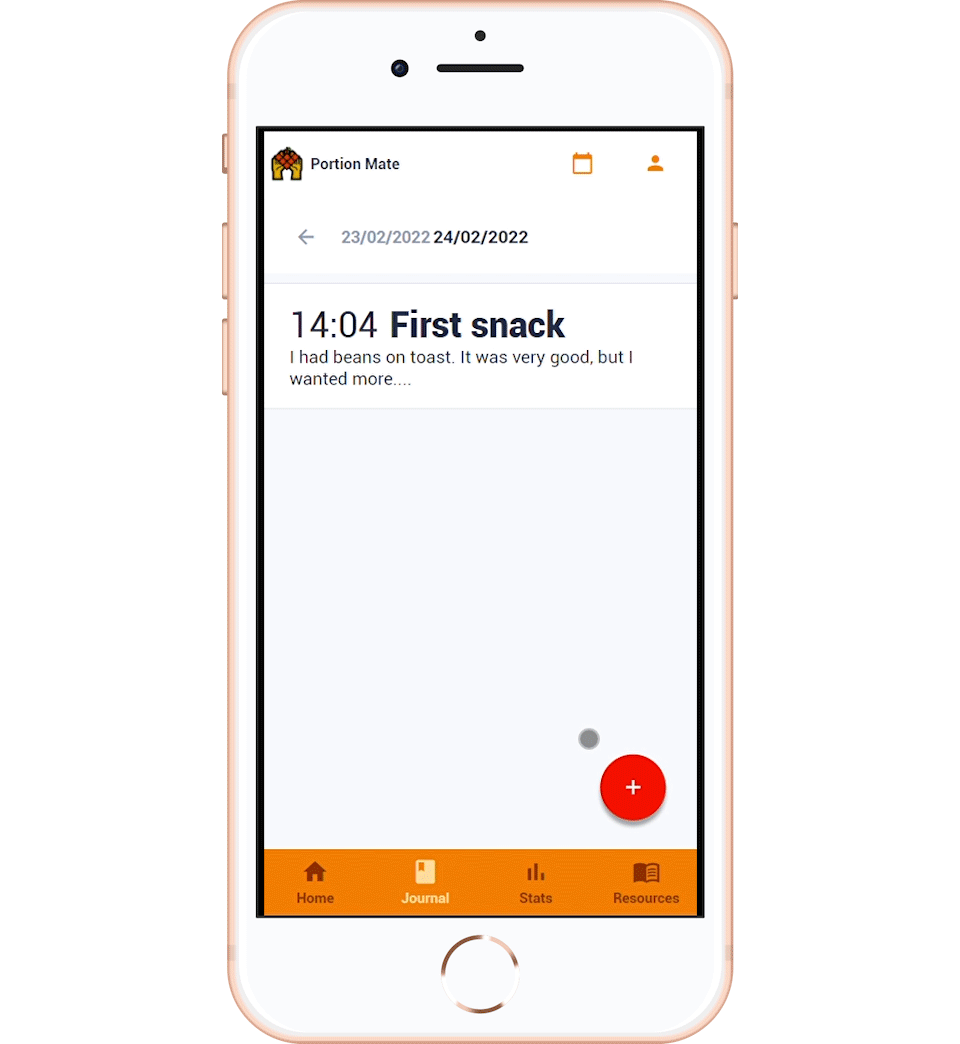 Portion Mate
23/02/2022 24/02/2022
14:04 First snack
I had beans on toast. It was very good, but I
wanted more....
+
Home Journal Stats Resources